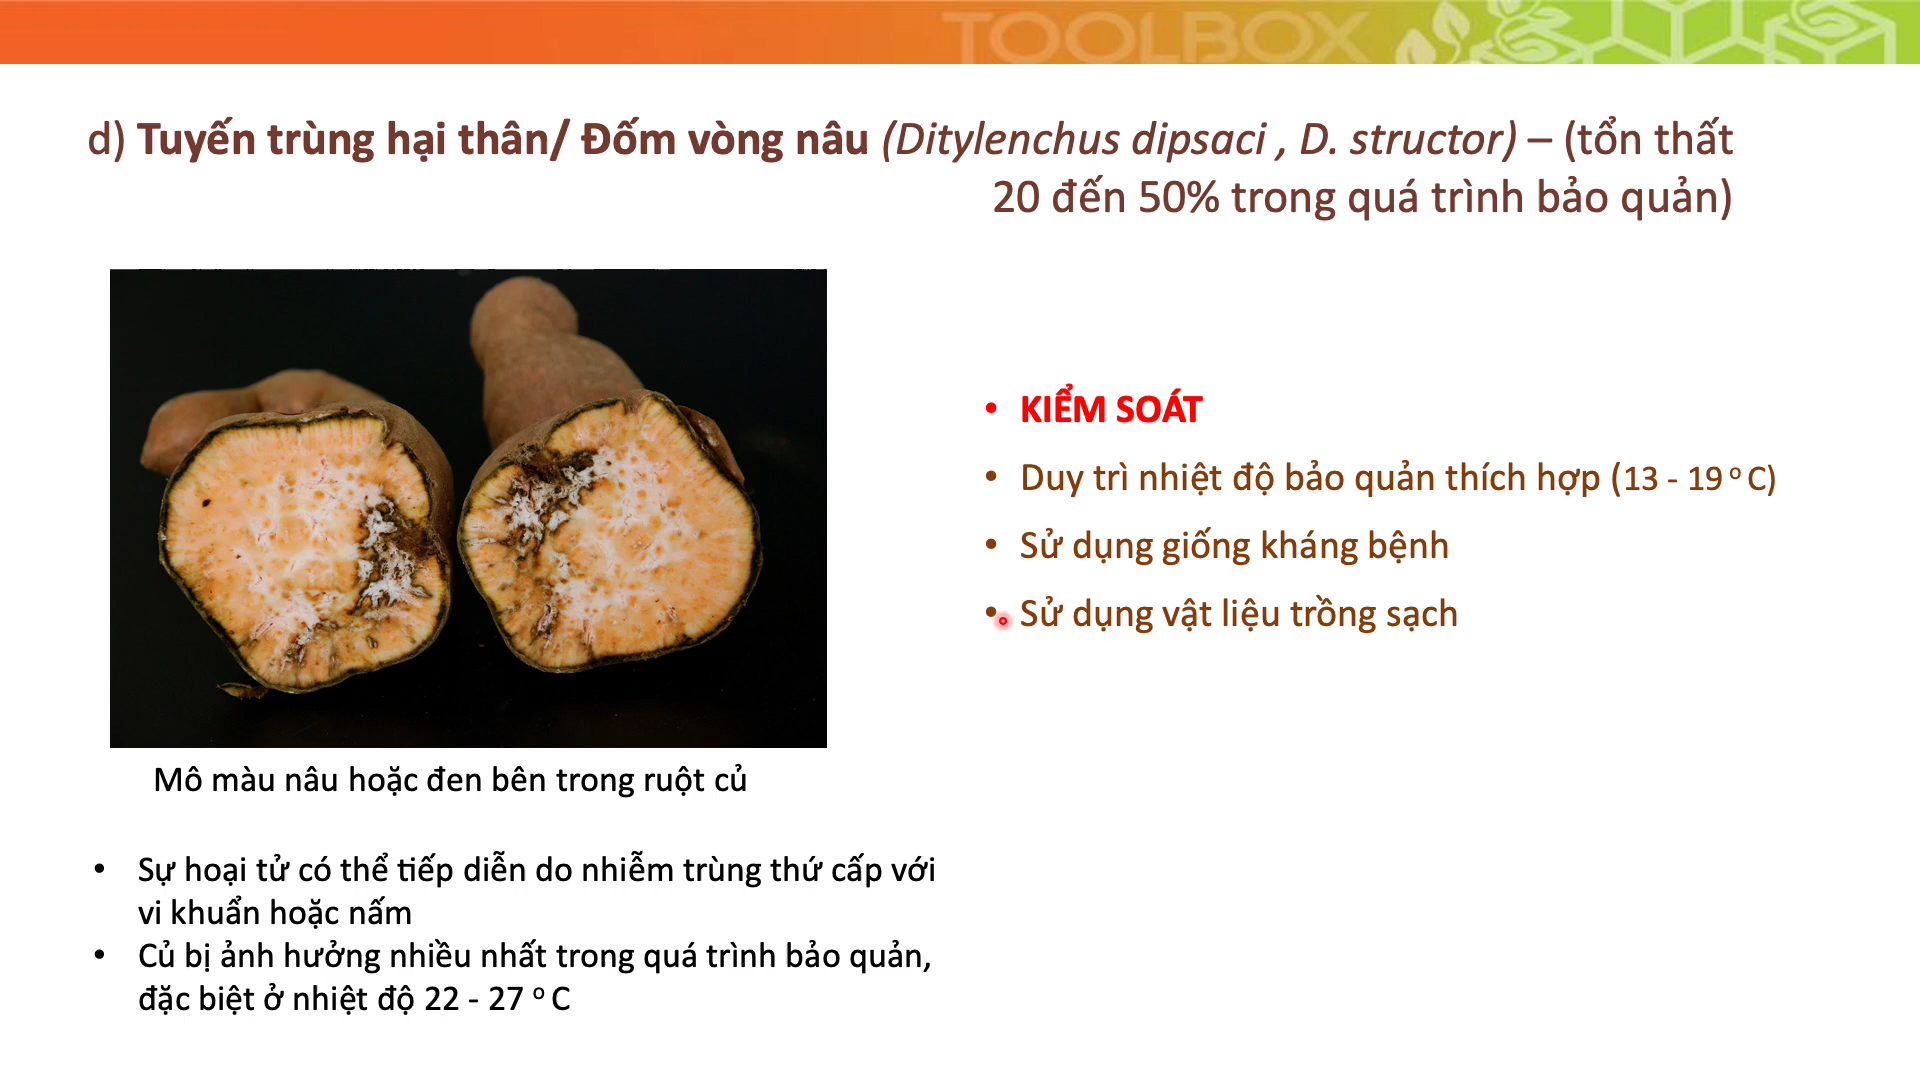 TOOLBOX
d) Tuyến trùng hại thân/ Đốm vòng nâu (Ditylenchus dipsaci , D. structor) – (tổn thất
20 đến 50% trong quá trình bảo quản)
Mô màu nâu hoặc đen bên trong ruột củ
• Sự hoại tử có thể tiếp diễn do nhiễm trùng thứ cấp với
vi khuẩn hoặc nấm
• Củ bị ảnh hưởng nhiều nhất trong quá trình bảo quản,
đặc biệt ở nhiệt độ 22 - 27 º C
• KIỂM SOÁT
• Duy trì nhiệt độ bảo quản thích hợp (13 - 19 º C)
• Sử dụng giống kháng bệnh
• Sử dụng vật liệu trồng sạch